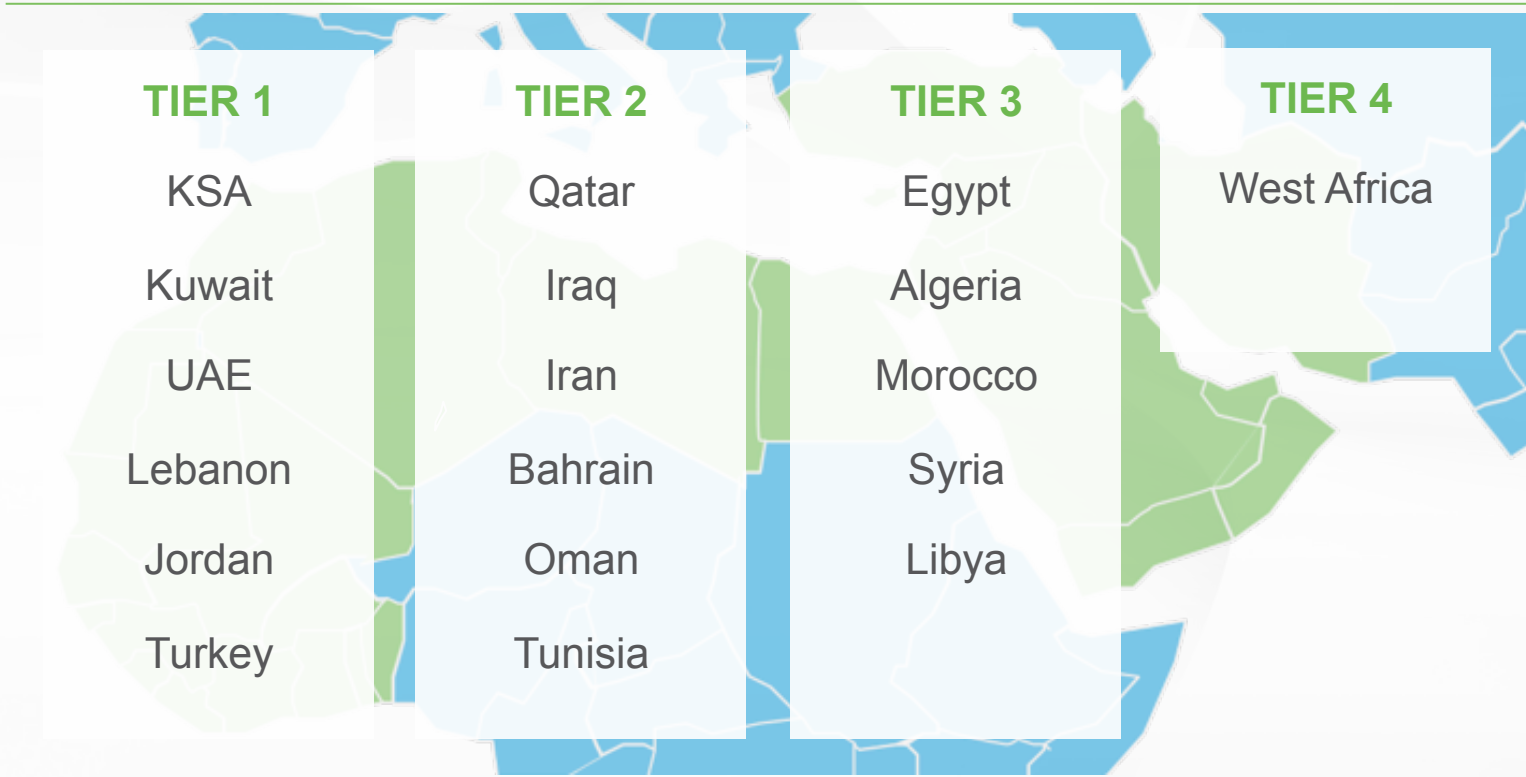 TIER 1
KSA
Kuwait
UAE
Lebanon
Jordan
Turkey
TIER 2
Qatar
Iraq
Iran
Bahrain
Oman
Tunisia
TIER 3
Egypt
Algeria
Morocco
Syria
Libya
TIER 4
West Africa